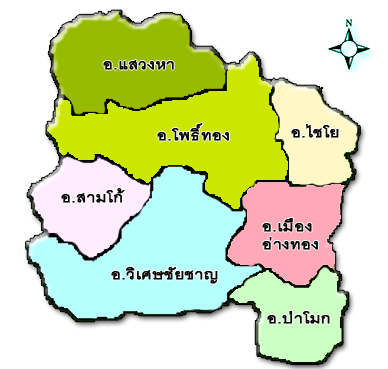 N
อ.แสวงหา
อ.โพธิ์ทอง
อ.ไชโย
อ.สามโก้
อ.เมือง
อ่างทอง
อ.วิเศษชัยชาญ
อ.ป่าโมก